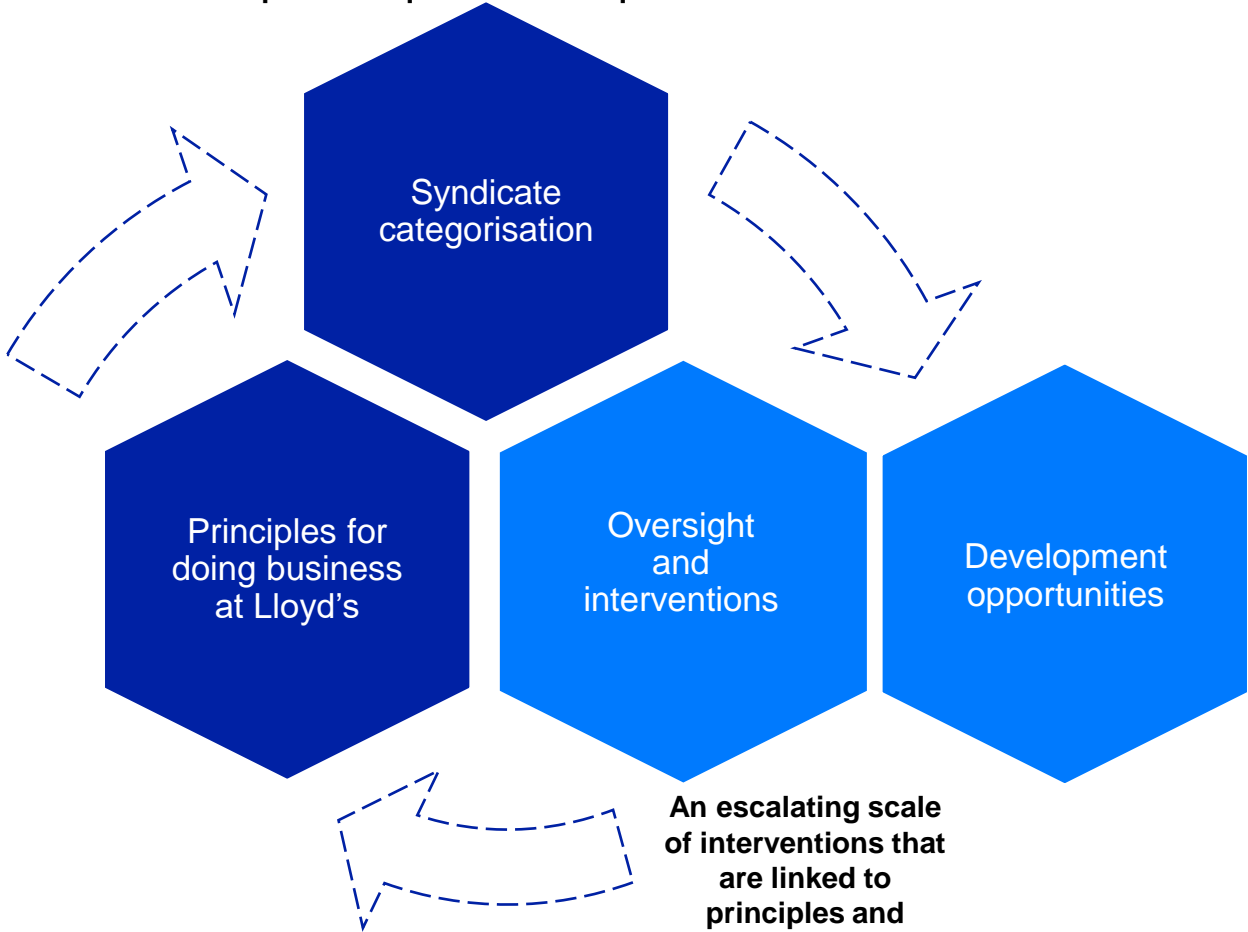 Syndicate
categorisation
Principles for
doing business
at Lloyd's
Oversight
and
interventions
Development
opportunities
An escalating scale
of interventions that
are linked to
principles and